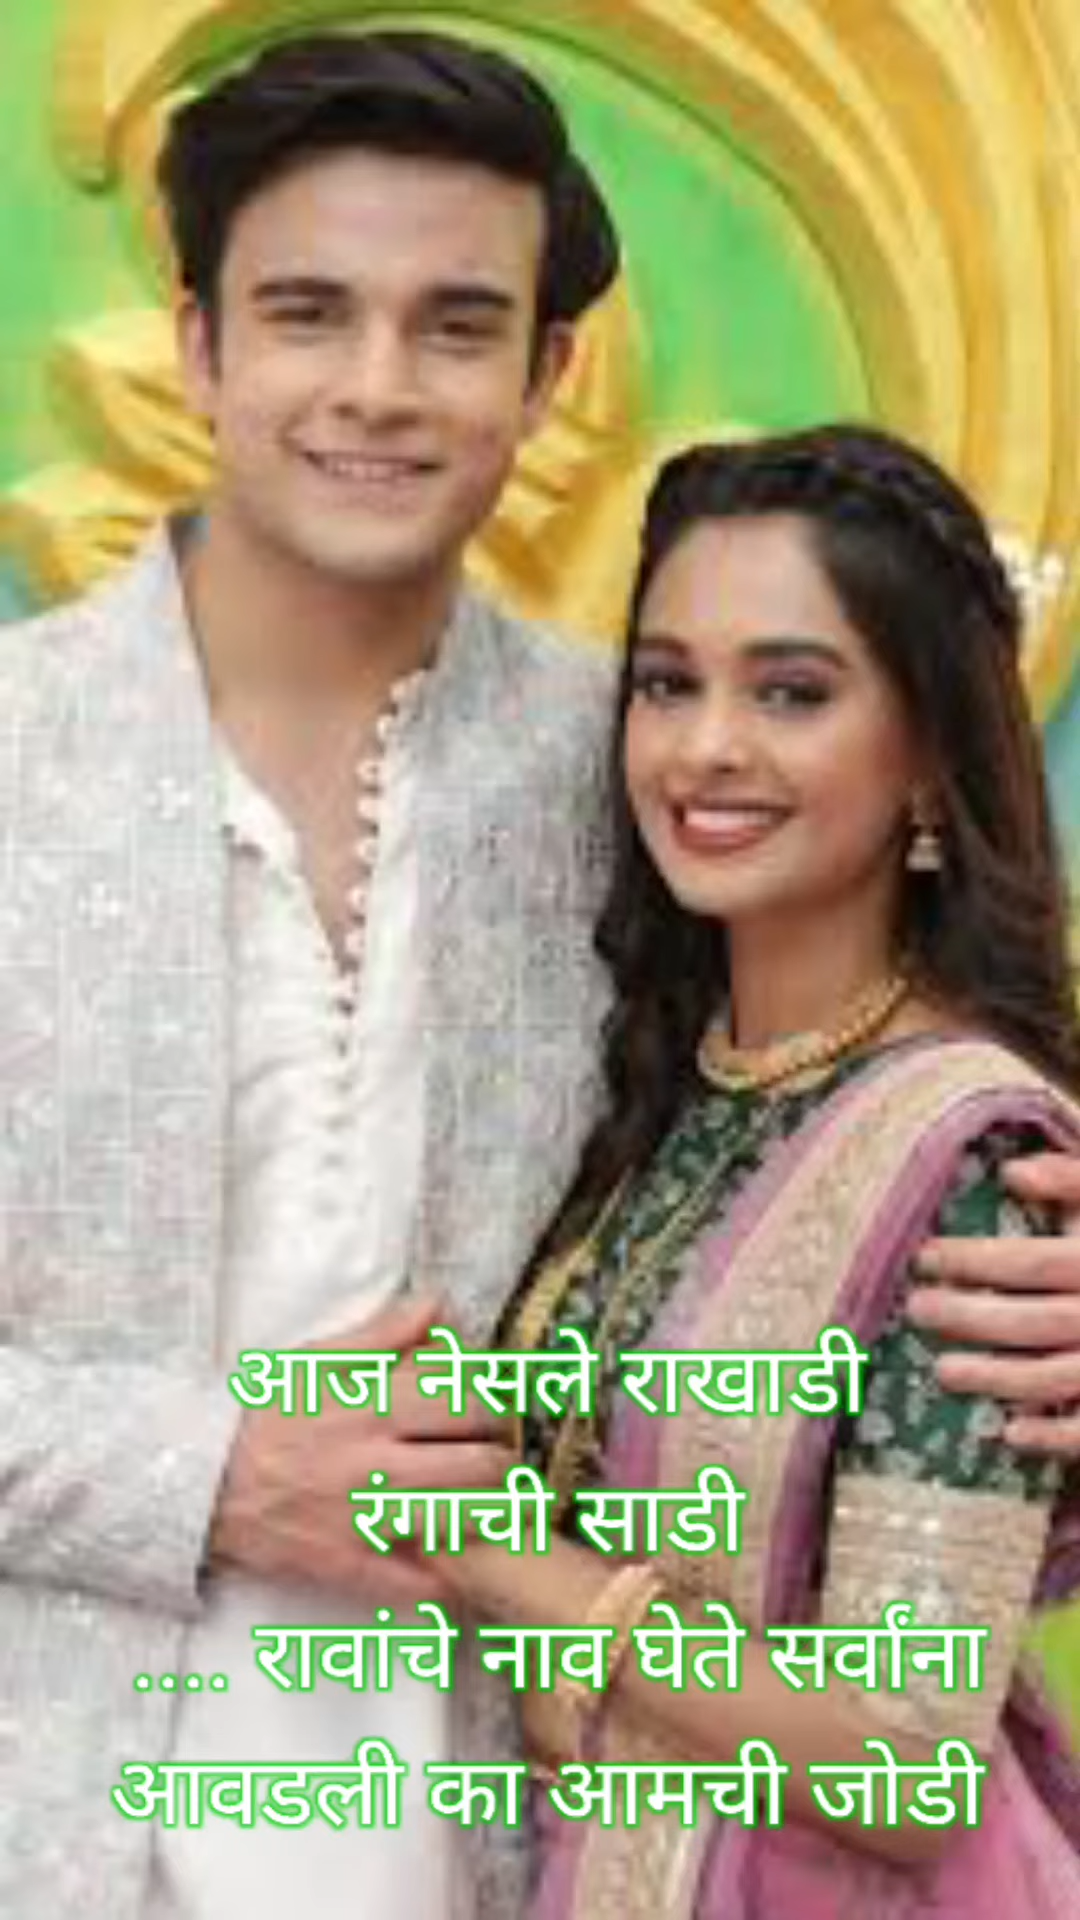 आज नेसले राखाडी
रंगाची साडी
.... रावांचे नाव घेते सर्वांना
आवडली का आमची जोडी